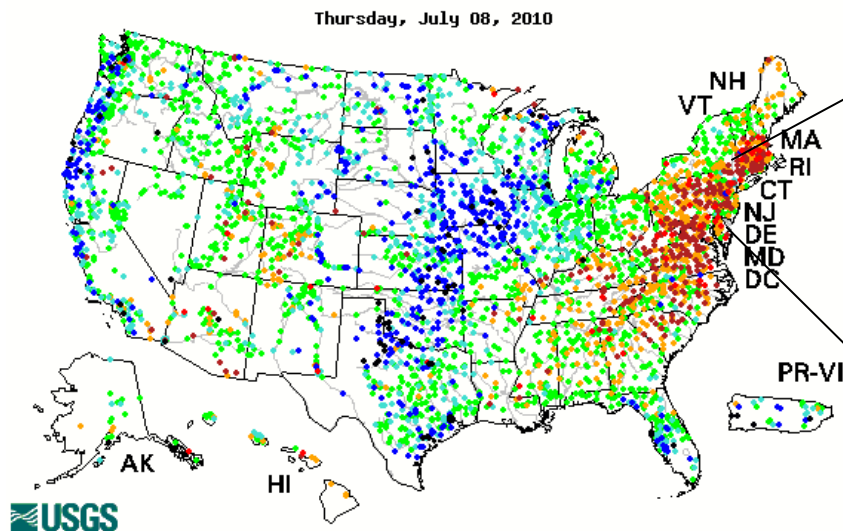 Thursday, July 08, 2010
NH
VT
MA
RI
CT
NJ
DE
MD
DC
PR-VI
AK
HI
USGS